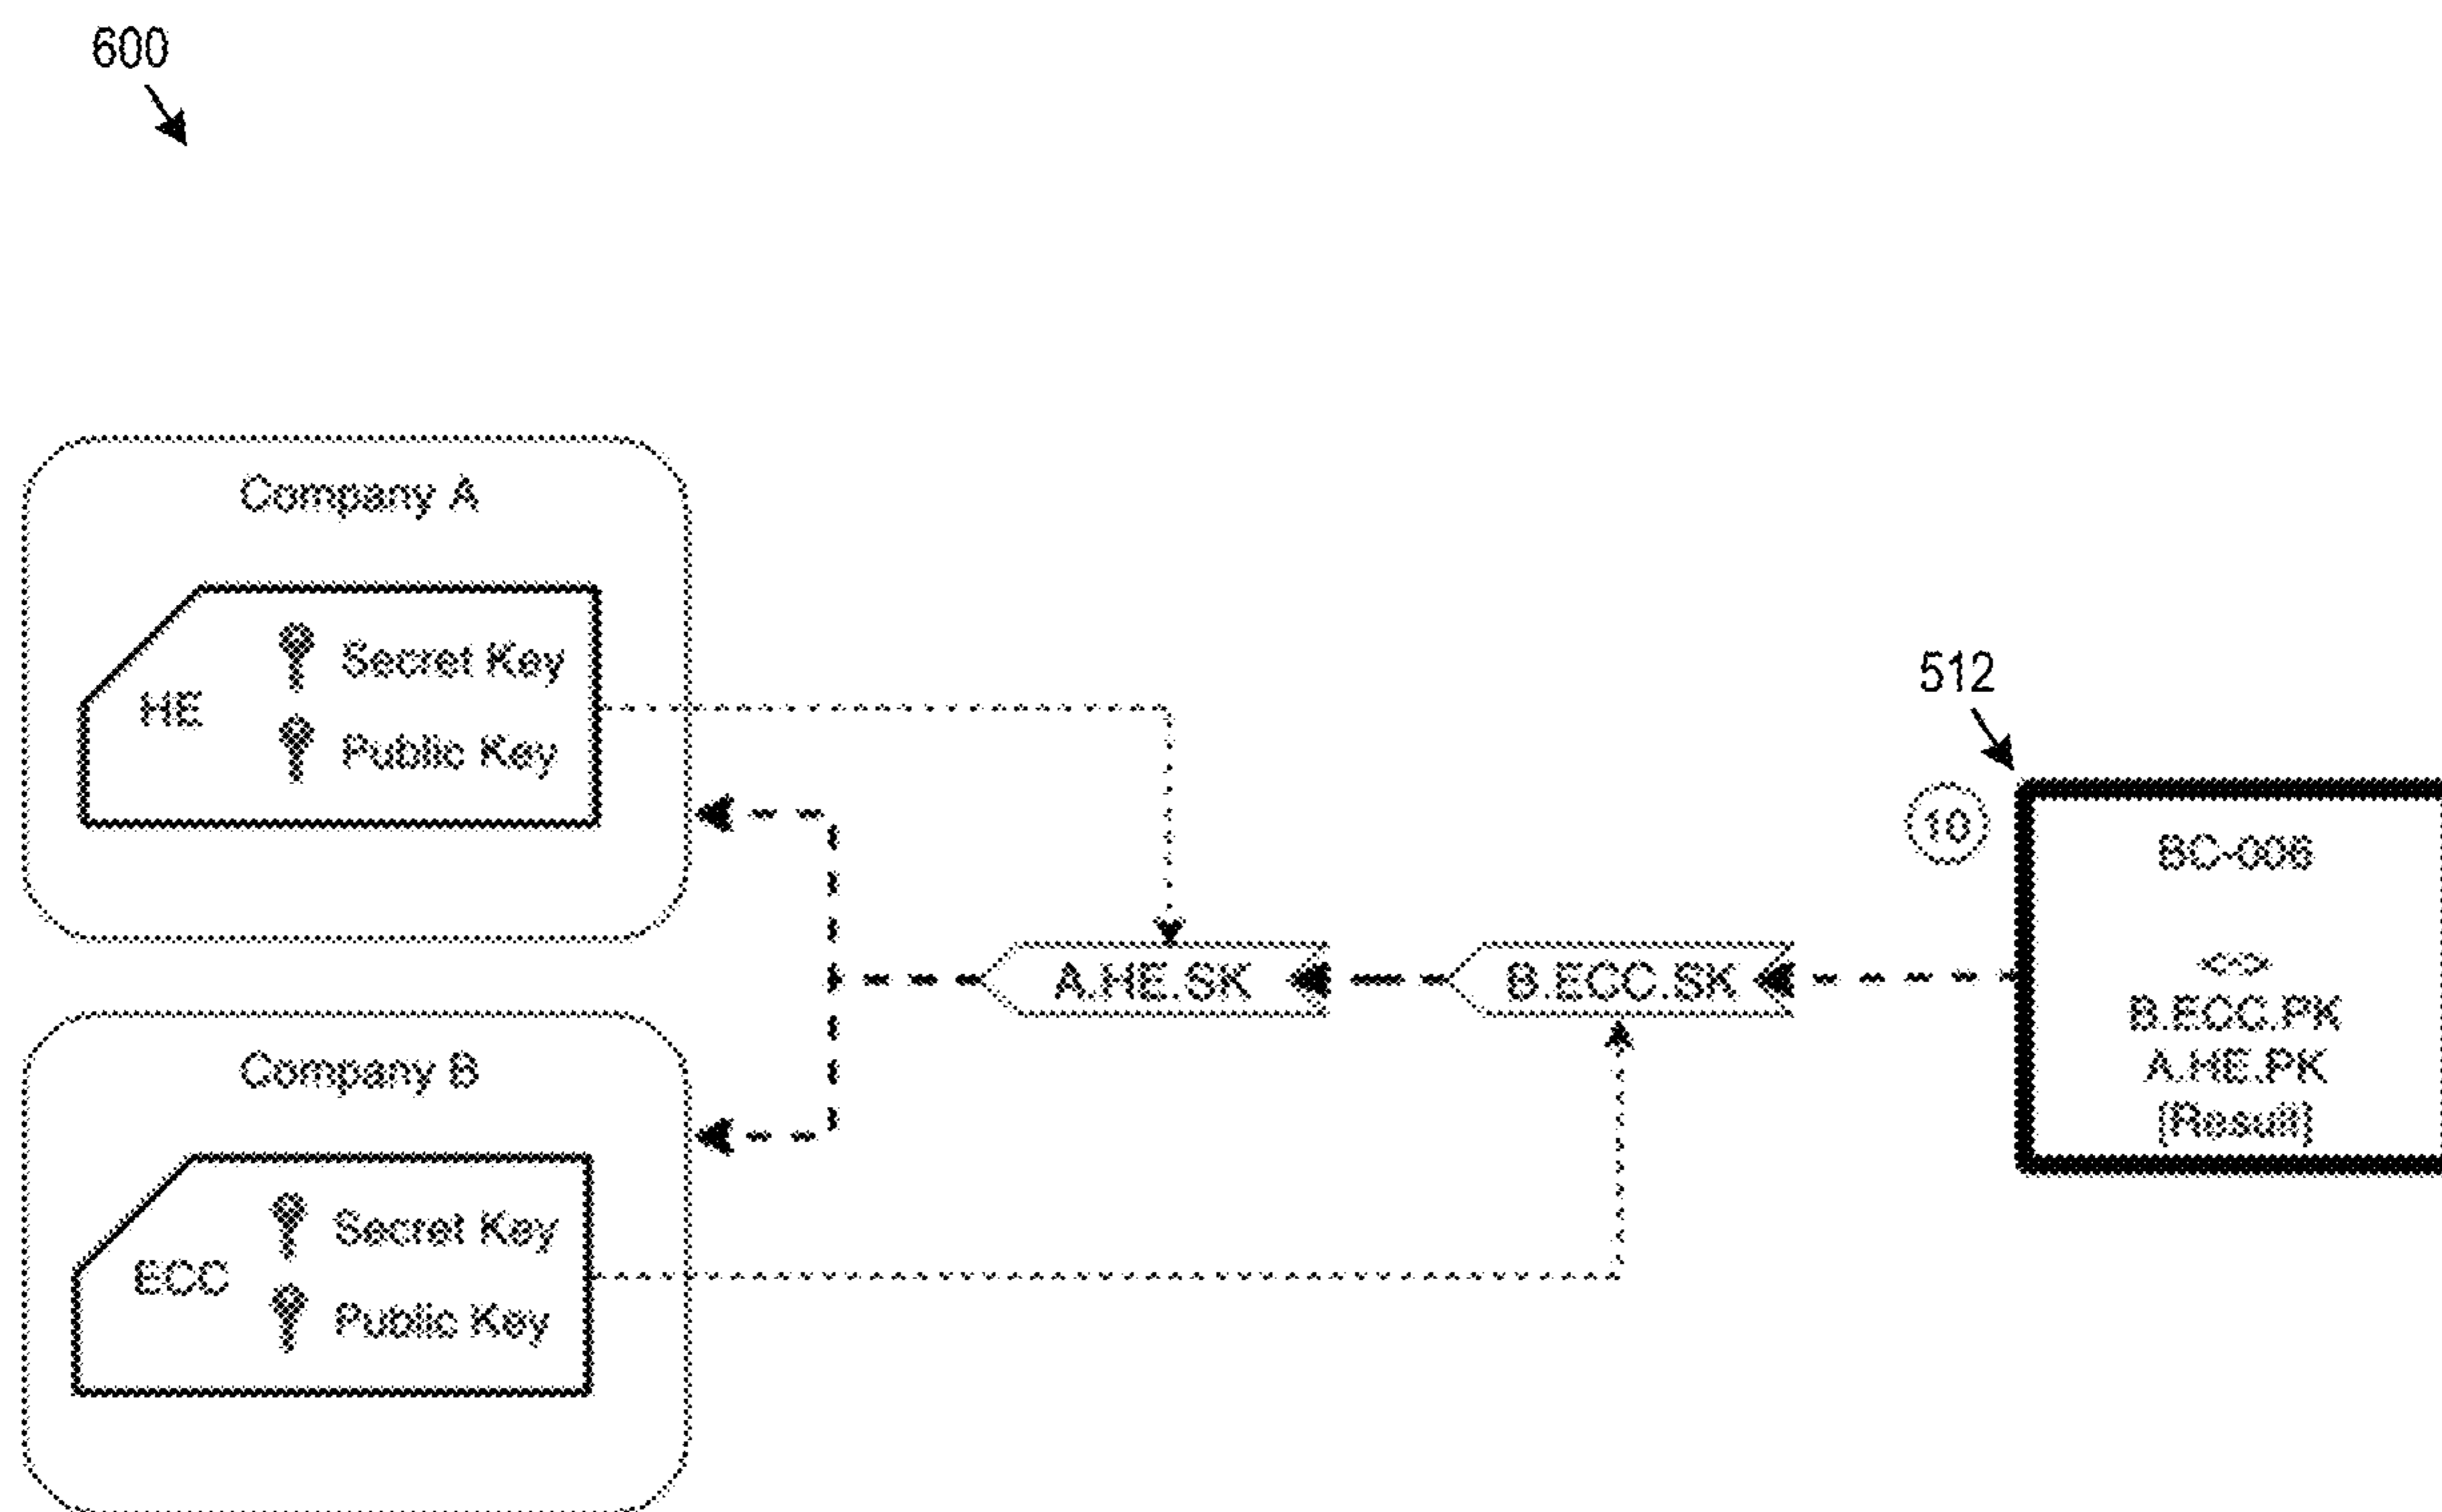 600
Company A
Secret Key
HE
Public Key
512
10
BC-006
<->
B.ECC.PK
A.HE.PK
[Result]
A.HE.SK
B.ECC.SK
Company B
Secret Key
ECC
Public Key